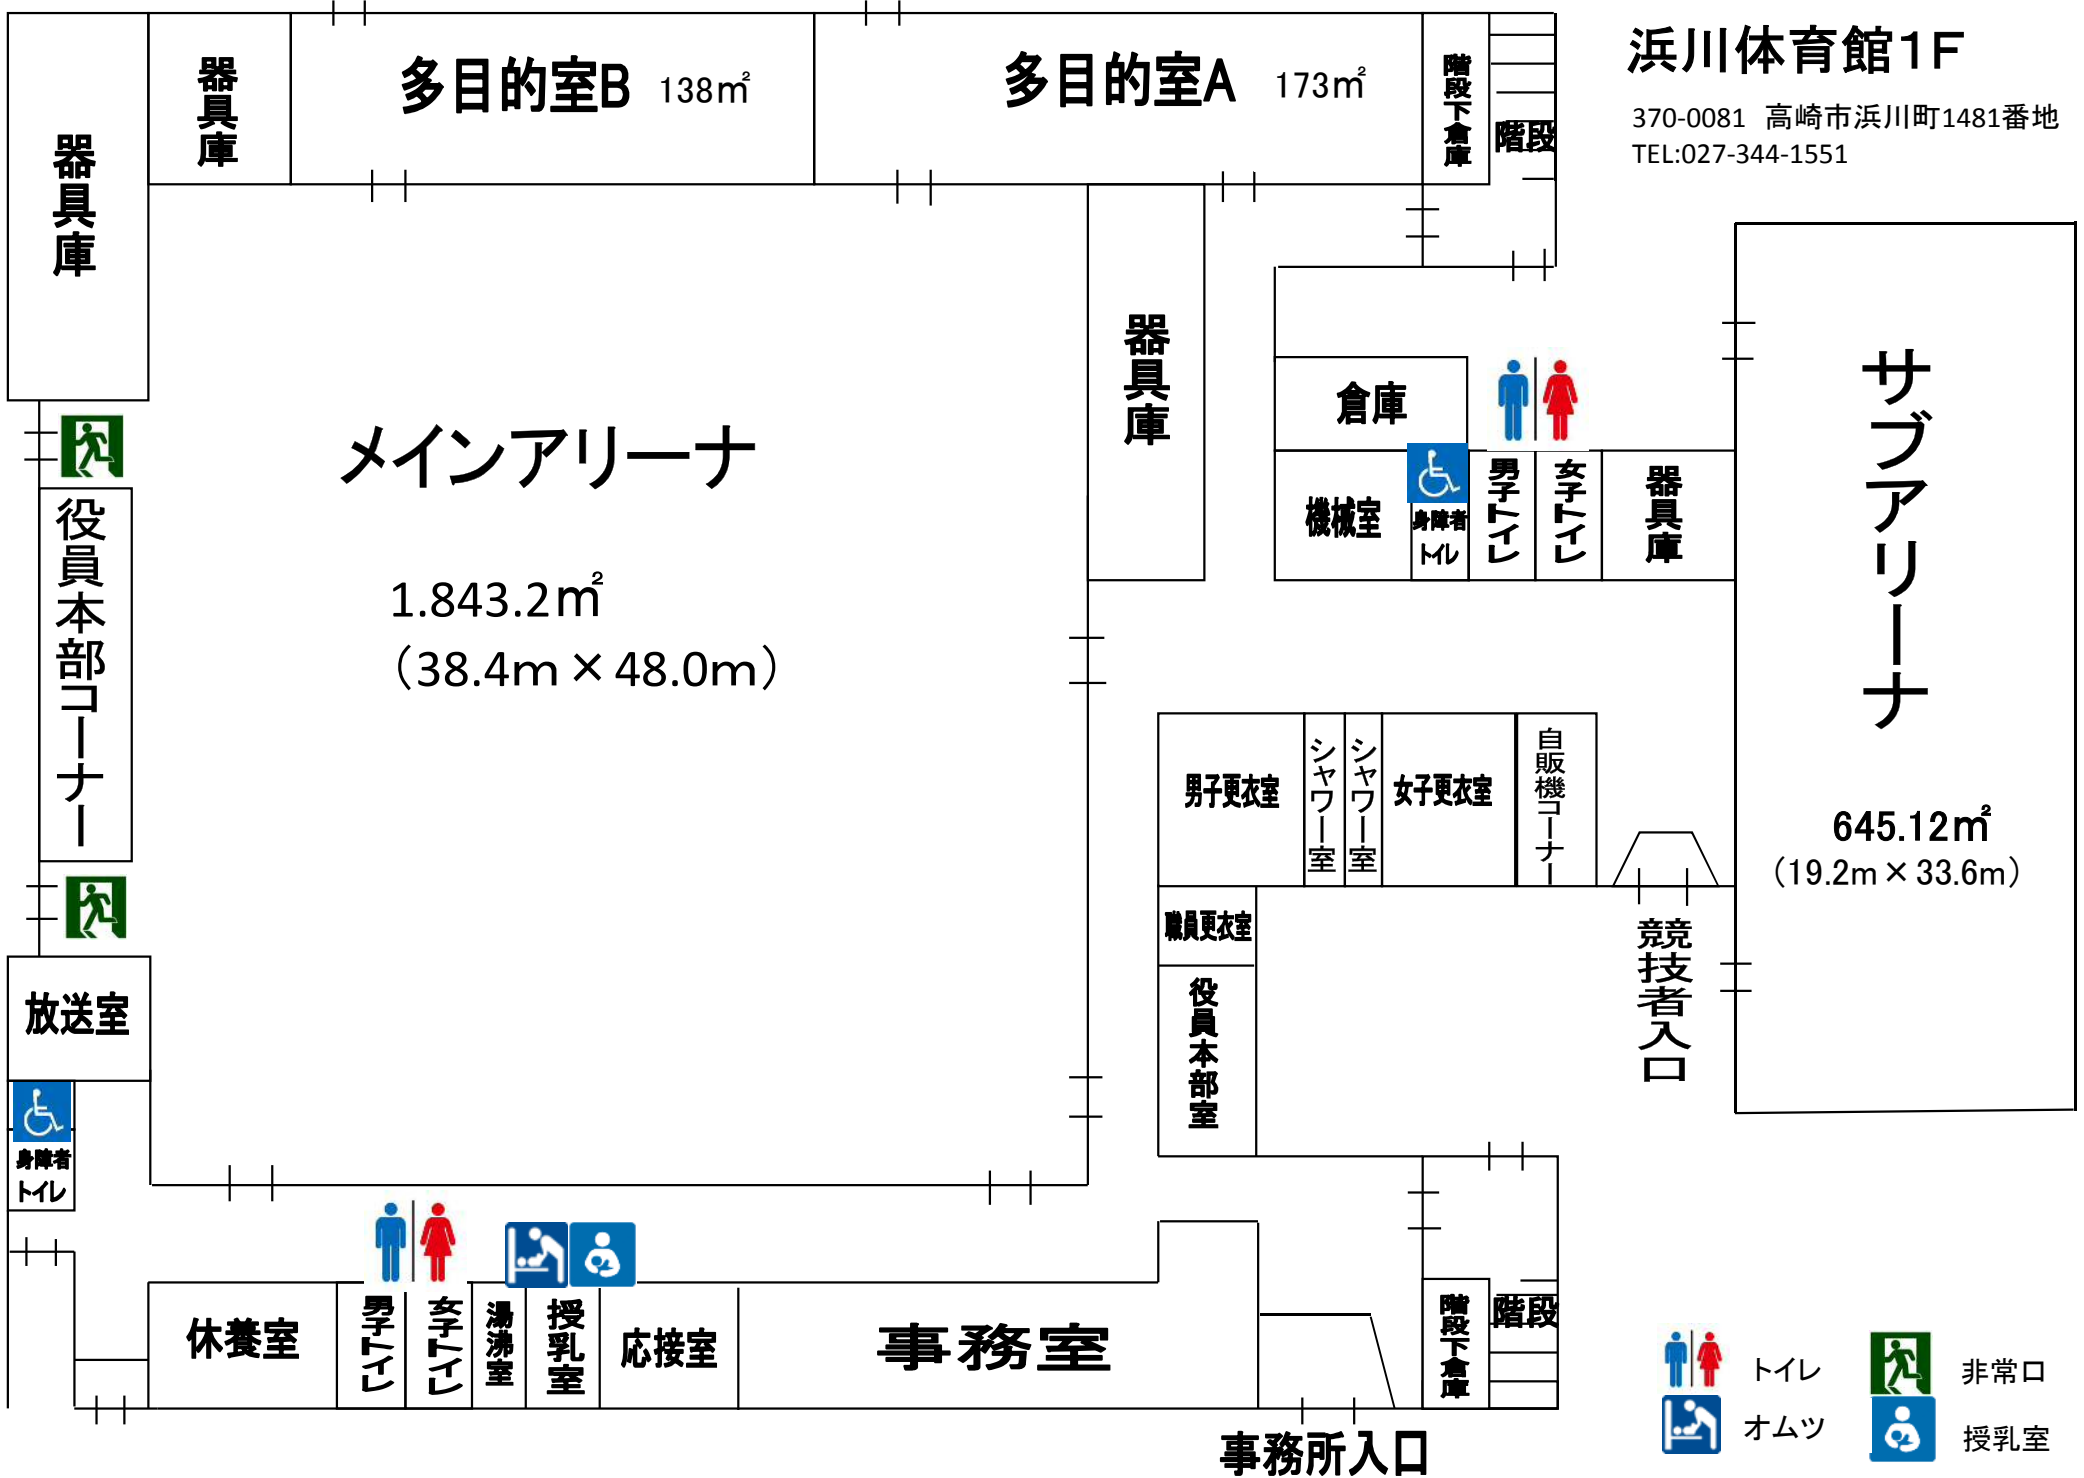 浜川体育館1F
370-0081 高崎市浜川町1481番地
TEL:027-344-1551
器具庫
器具庫
多目的室B 138㎡
多目的室A 173㎡
階段下倉庫
階段
器具庫
倉庫
機械室
身障者
トイレ
男子トイレ
女子トイレ
器具庫
サブアリーナ
645.12㎡
（19.2m×33.6m）
メインアリーナ
1.843.2㎡
（38.4m×48.0m）
役員本部コーナー
男子更衣室
シャワー室
シャワー室
女子更衣室
自販機コーナー
職員更衣室
役員本部室
競技者入口
放送室
身障者
トイレ
休養室
男子トイレ
女子トイレ
湯沸室
授乳室
応接室
事務室
階段下倉庫
階段
事務所入口
トイレ
非常口
オムツ
授乳室